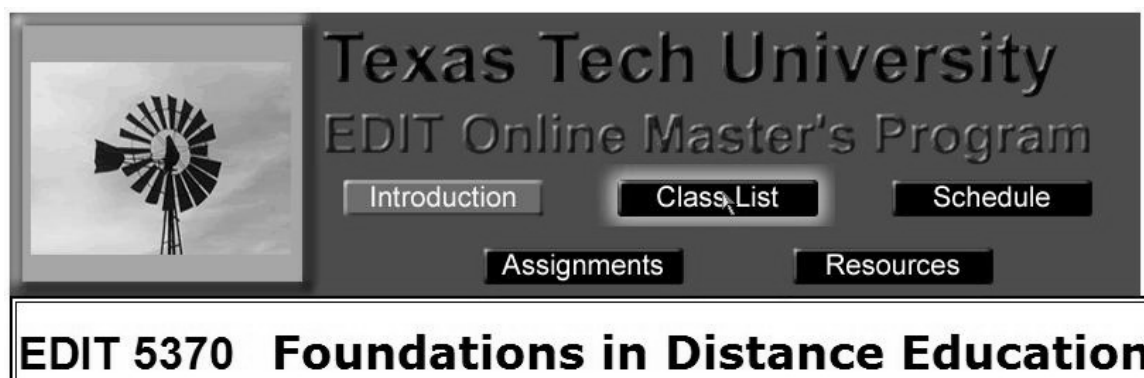 Texas Tech University
EDIT Online Master's Program
Introduction Class List Schedule
Assignments Resources
EDIT 5370 Foundations in Distance Education